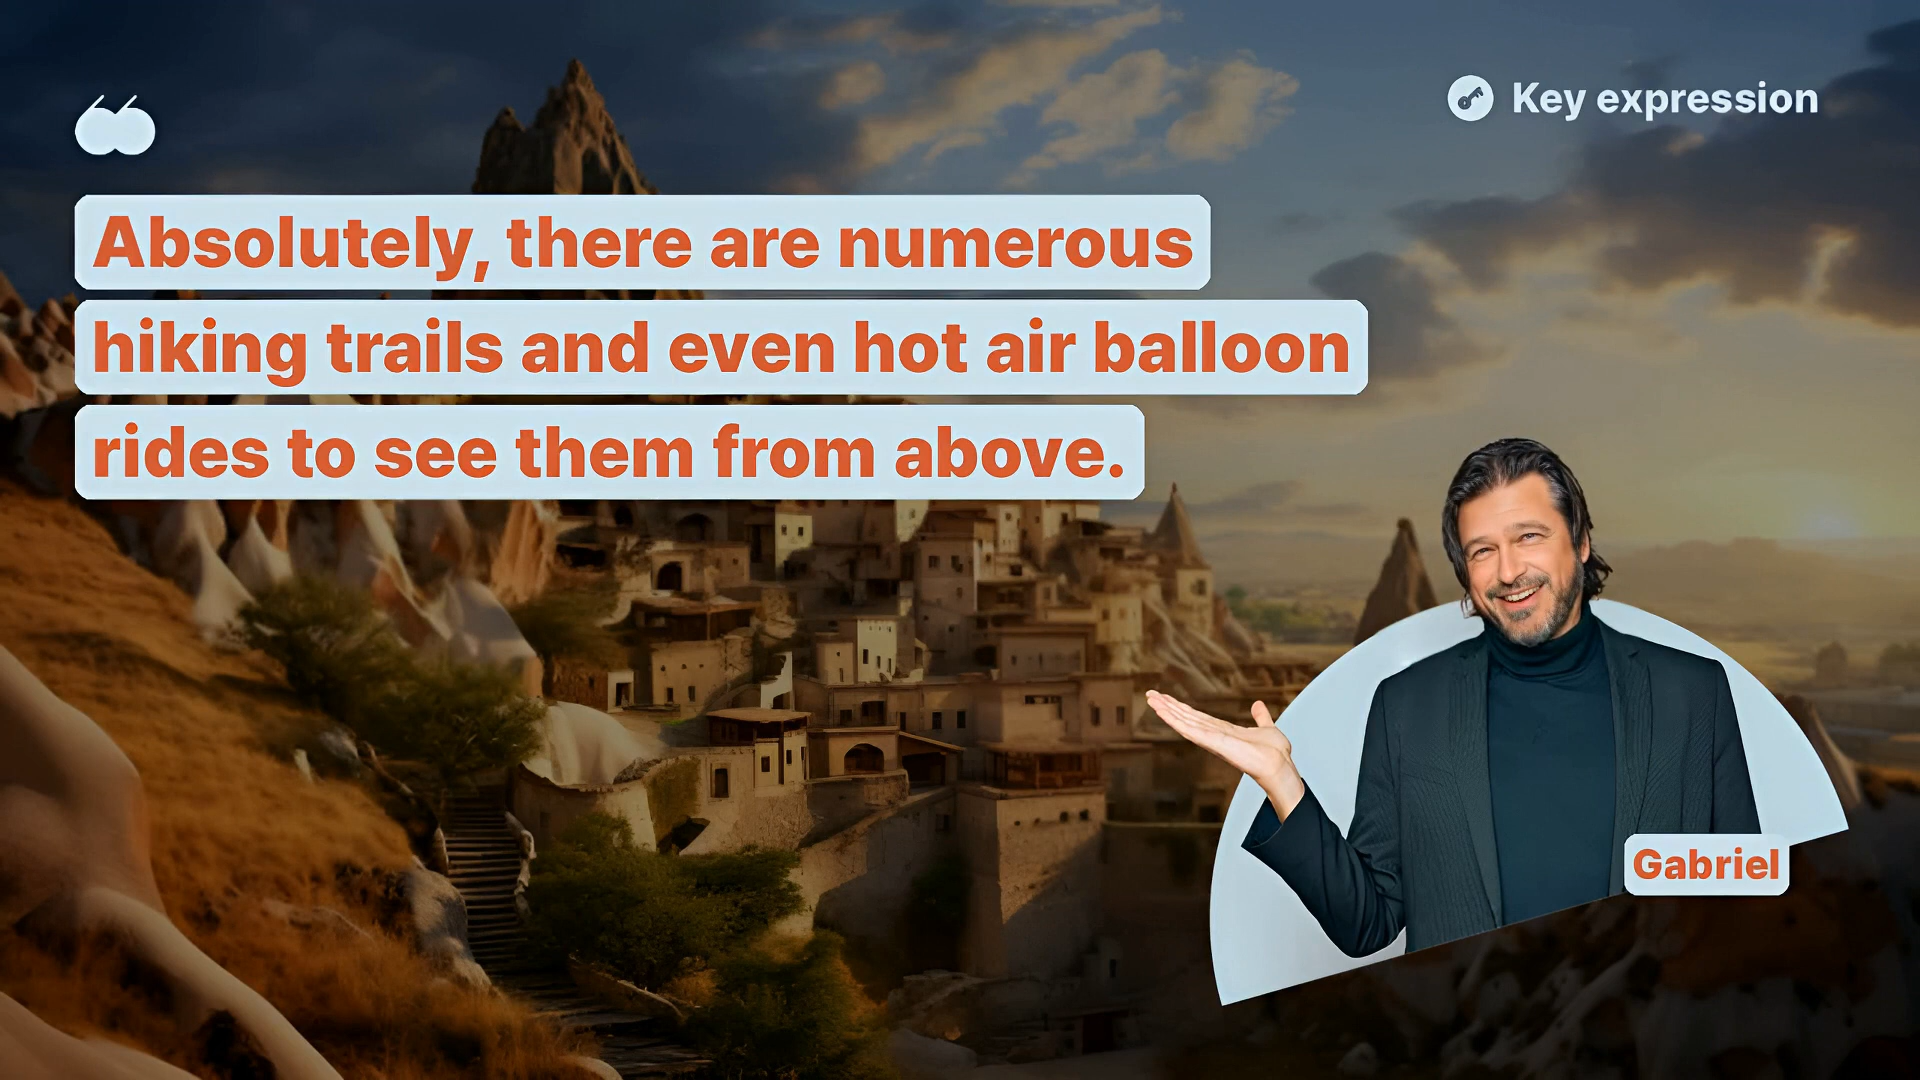 Key expression
Absolutely, there are numerous
hiking trails and even hot air balloon
rides to see them from above.
Gabriel